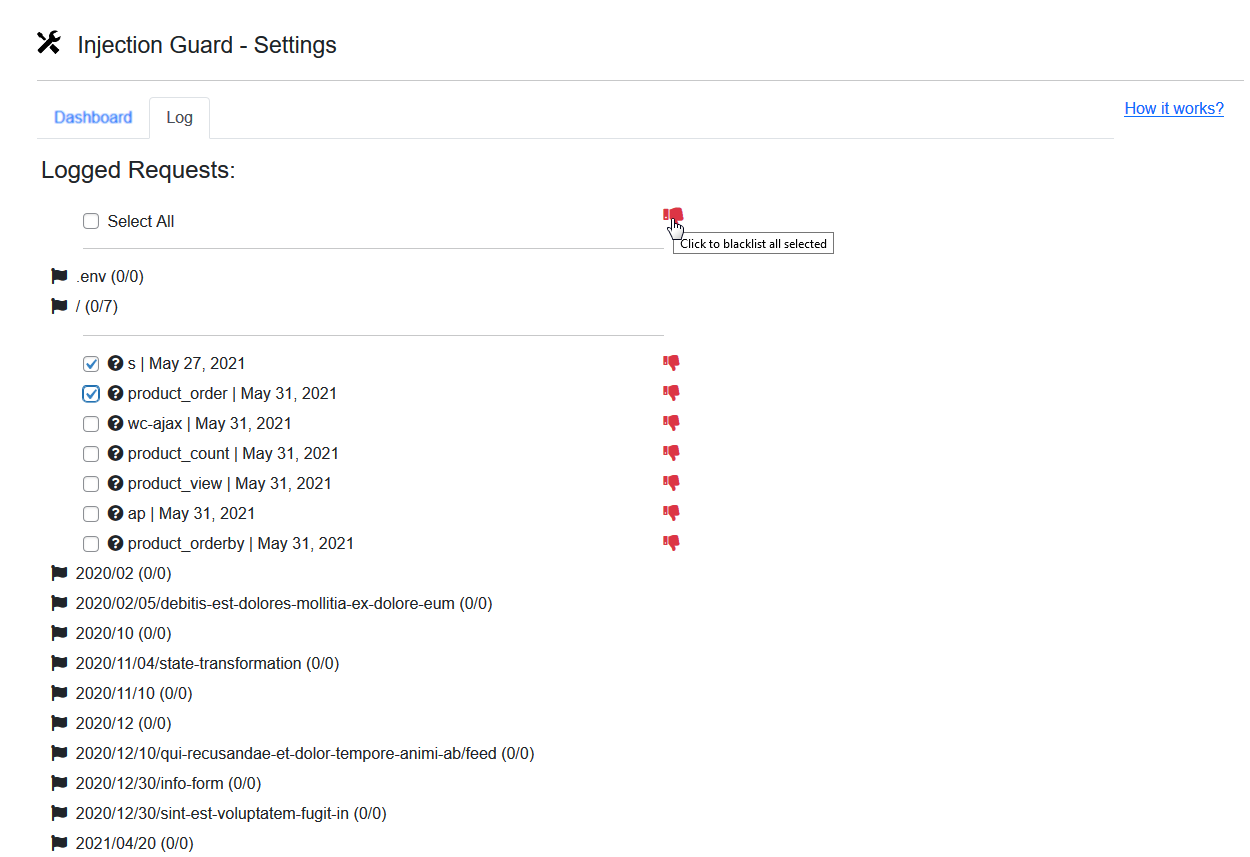 Injection Guard - Settings
Dashboard
Log
How it works?
Logged Requests:
Select All
Click to blacklist all selected
.env (0/0)
/ (0/7)
s | May 27, 2021
product_order | May 31, 2021
wc-ajax | May 31, 2021
product_count | May 31, 2021
product_view | May 31, 2021
ap | May 31, 2021
product_orderby | May 31, 2021
2020/02 (0/0)
2020/02/05/debitis-est-dolores-mollitia-ex-dolore-eum (0/0)
2020/10 (0/0)
2020/11/04/state-transformation (0/0)
2020/11/10 (0/0)
2020/12 (0/0)
2020/12/10/qui-recusandae-et-dolor-tempore-animi-ab/feed (0/0)
2020/12/30/info-form (0/0)
2020/12/30/sint-est-voluptatem-fugit-in (0/0)
2021/04/20 (0/0)